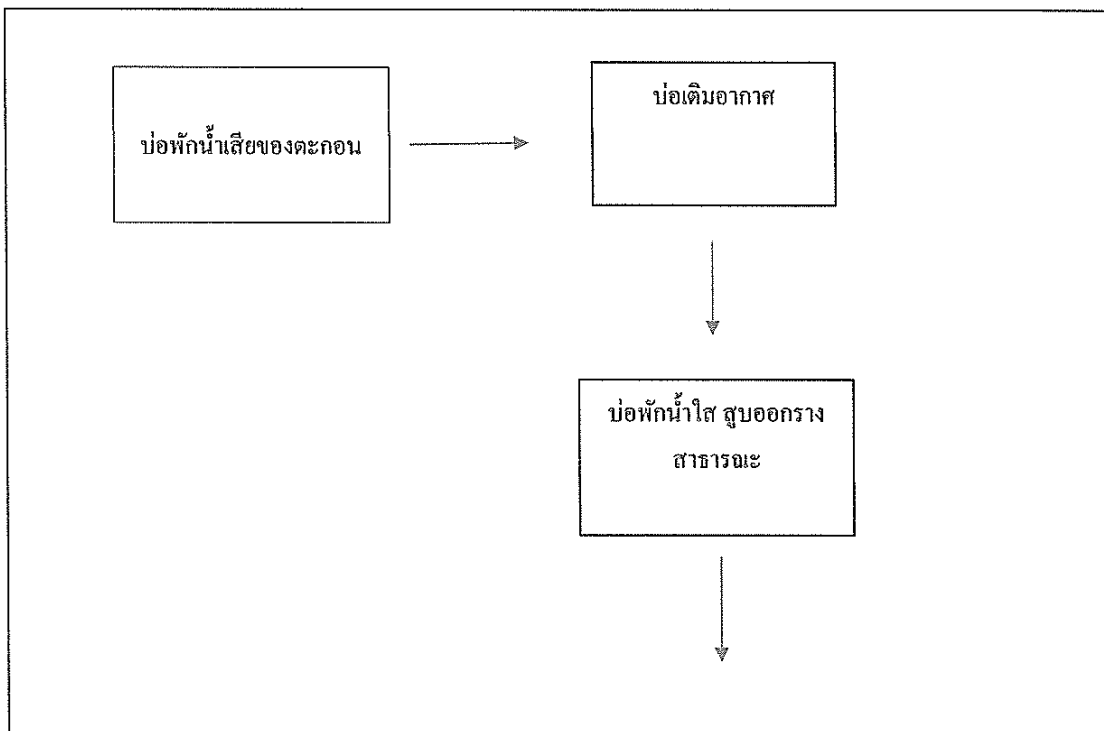 บ่อพักน้ำเสียของตะกอน
บ่อเติมอากาศ
บ่อพักน้ำใส สูบออกราง
สาธารณะ